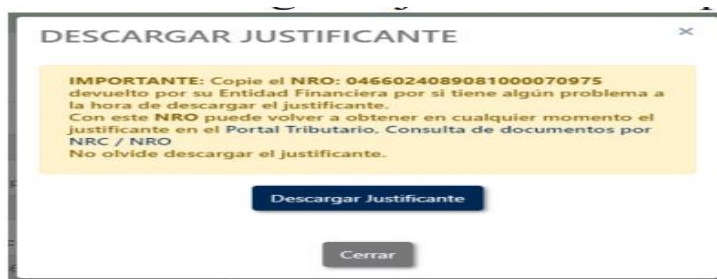 DESCARGAR JUSTIFICANTE ×
IMPORTANTE: Copie el NRO: 0466024089081000070975
devuelto por su Entidad Financiera por si tiene algún problema a
la hora de descargar el justificante.
Con este NRO puede volver a obtener en cualquier momento el
justificante en el Portal Tributario, Consulta de documentos por
NRC / NRO
No olvide descargar el justificante.
Descargar Justificante
Cerrar